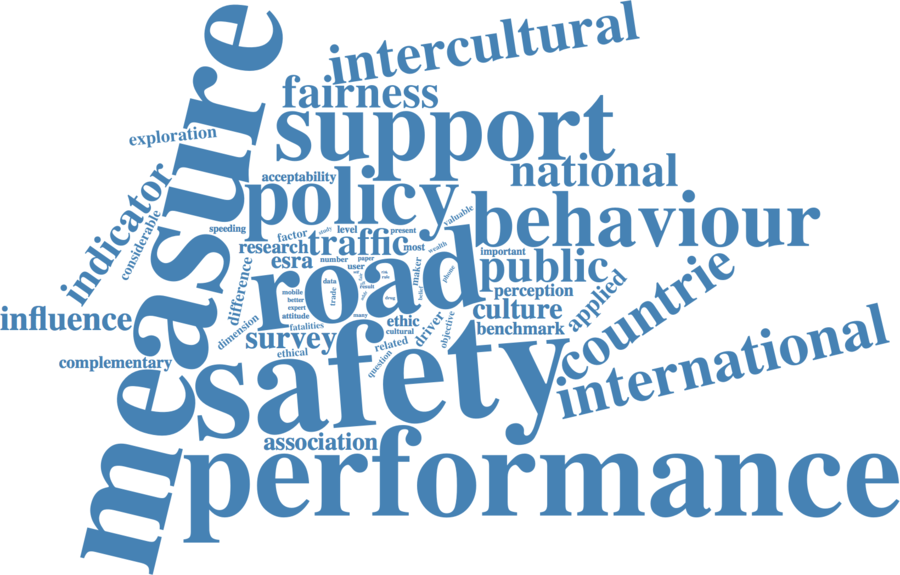 measure
intercultural
fairness
support
exploration
national
acceptability
indicator
policy
behaviour
considerable
speeding
factor
study
level
present
valuable
research
traffic
most
wealth
important
esra
number
paper
user
maker
phone
public
countrie
difference
road
data
trade
mobile
better
expert
attitude
drug
many
belief
perception
applied
influence
dimension
fatalities
ethic
cultural
culture
driver
objective
benchmark
survey
ethical
related
question
complementary
safety
international
association
performance